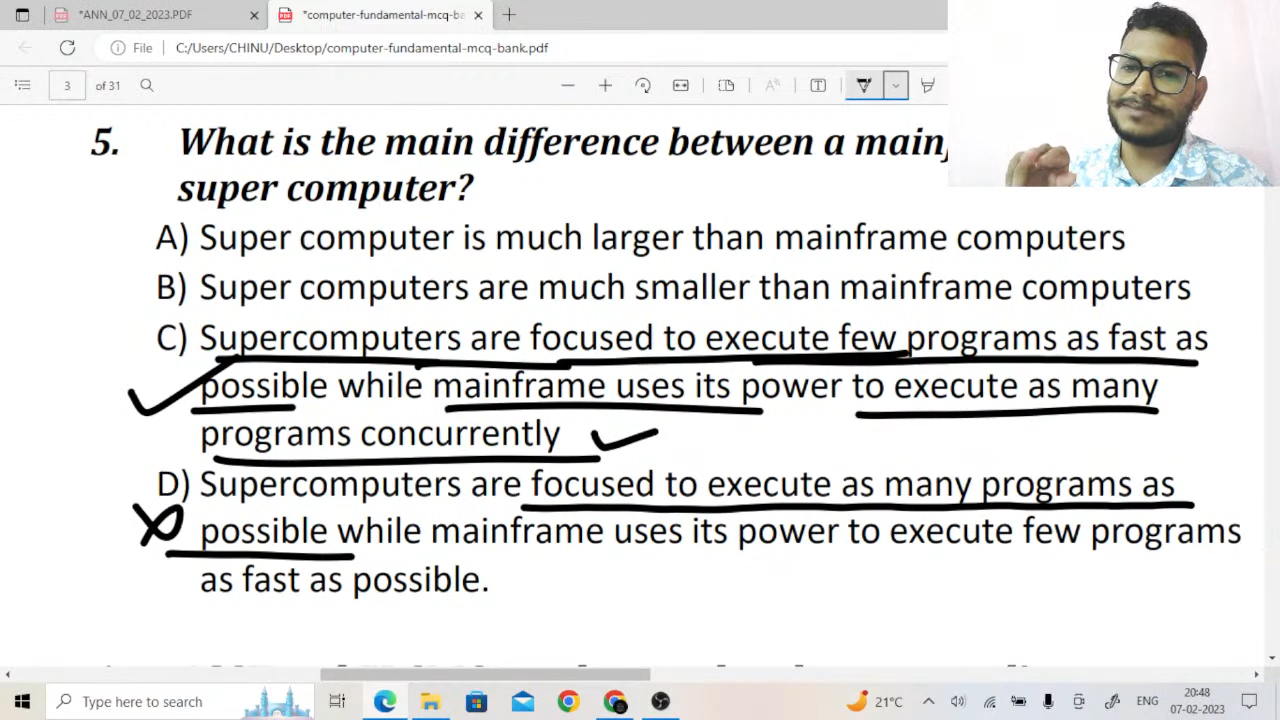 *ANN_07_02_2023.PDF
*computer-fundamental-mcq-ba
File C:/Users/CHINU/Desktop/computer-fundamental-mcq-bank.pdf
3 of 31
5. What is the main difference between a main
super computer?
A) Super computer is much larger than mainframe computers
B) Super computers are much smaller than mainframe computers
C) Supercomputers are focused to execute few programs as fast as
possible while mainframe uses its power to execute as many
programs concurrently
D) Supercomputers are focused to execute as many programs as
possible while mainframe uses its power to execute few programs
as fast as possible.
Type here to search
21°C
ENG
20:48
07-02-2023